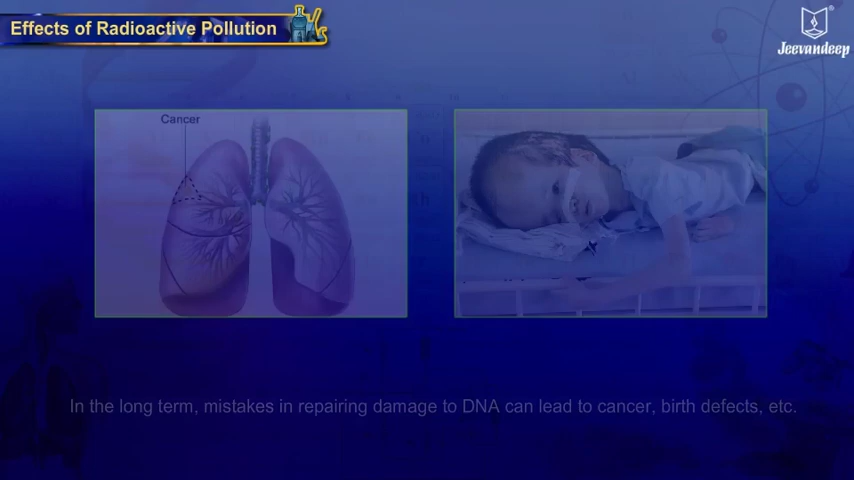 Effects of Radioactive Pollution
Jeevandeep
Cancer
In the long term, mistakes in repairing damage to DNA can lead to cancer, birth defects, etc.